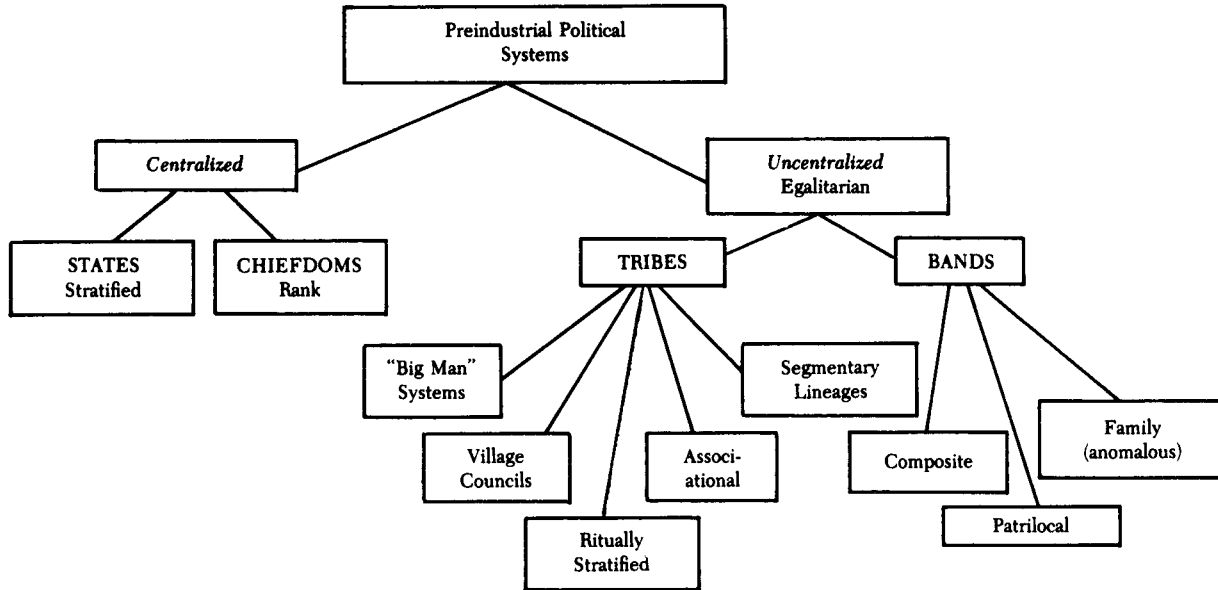 Preindustrial Political
Systems
Centralized
Uncentralized
Egalitarian
STATES
Stratified
CHIEFDOMS
Rank
TRIBES
BANDS
“Big Man”
Systems
Segmentary
Lineages
Village
Councils
Associ-
ational
Ritually
Stratified
Composite
Family
(anomalous)
Patrilocal